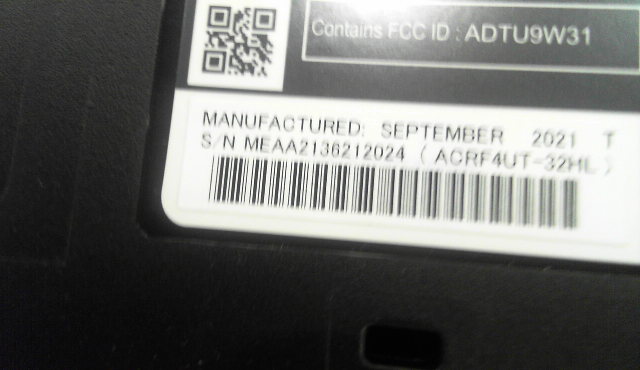 Contains FCC ID : ADTU9W31
MANUFACTURED: SEPTEMBER 2021 T
S/N MEAA2136212024 ( ACRF4UT-32HL )